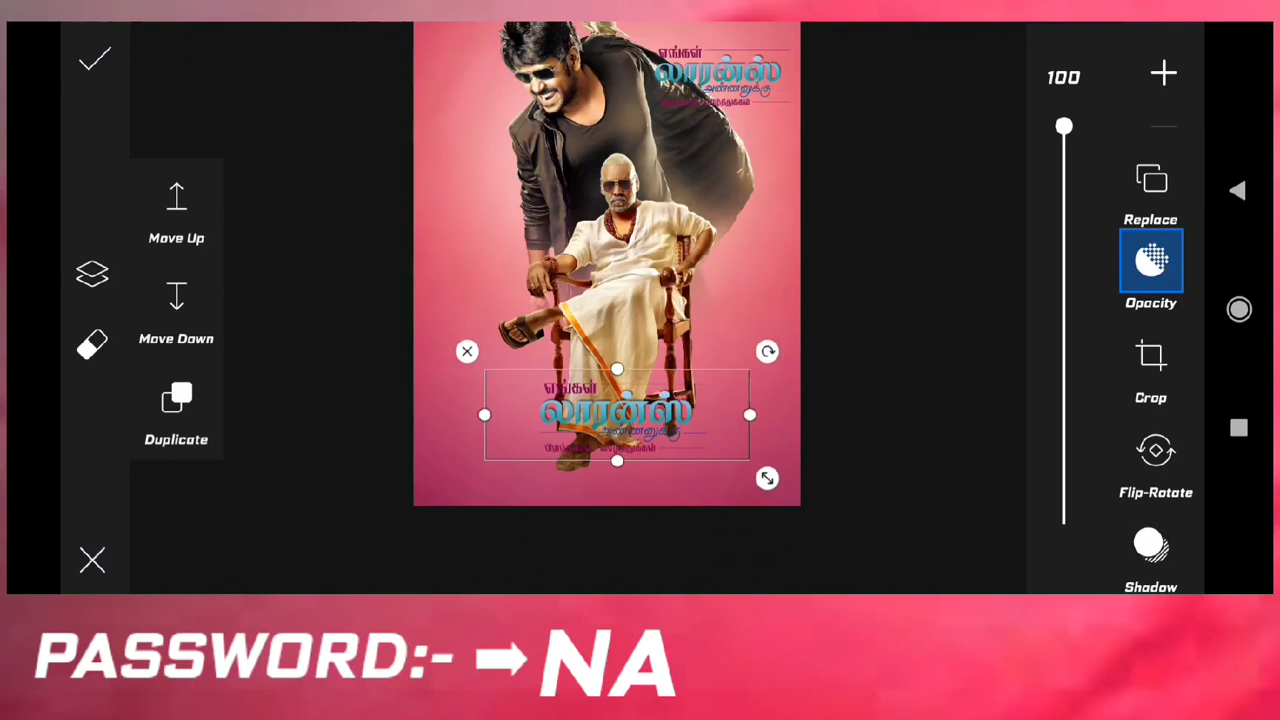 100
Replace
Opacity
Crop
Flip-Rotate
Shadow
Move Up
Move Down
Duplicate
எங்கள்
லாரன்ஸ்
அண்ணனுக்கு
எங்கள்
லாரன்ஸ்
அண்ணனுக்கு
PASSWORD:- ➡ NA